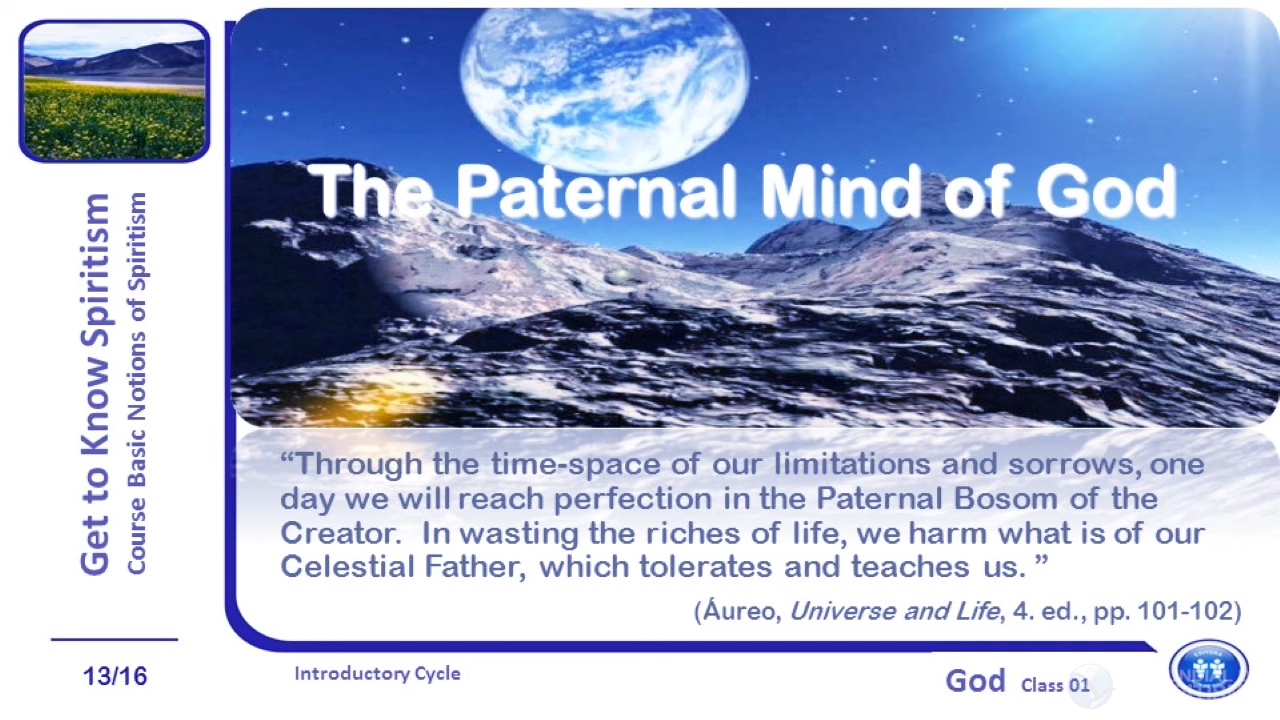 The Paternal Mind of God
Get to Know Spiritism
Course Basic Notions of Spiritism
“Through the time-space of our limitations and sorrows, one
day we will reach perfection in the Paternal Bosom of the
Creator. In wasting the riches of life, we harm what is of our
Celestial Father, which tolerates and teaches us. ”
(Áureo, Universe and Life, 4. ed., pp. 101-102)
13/16
Introductory Cycle
God Class 01